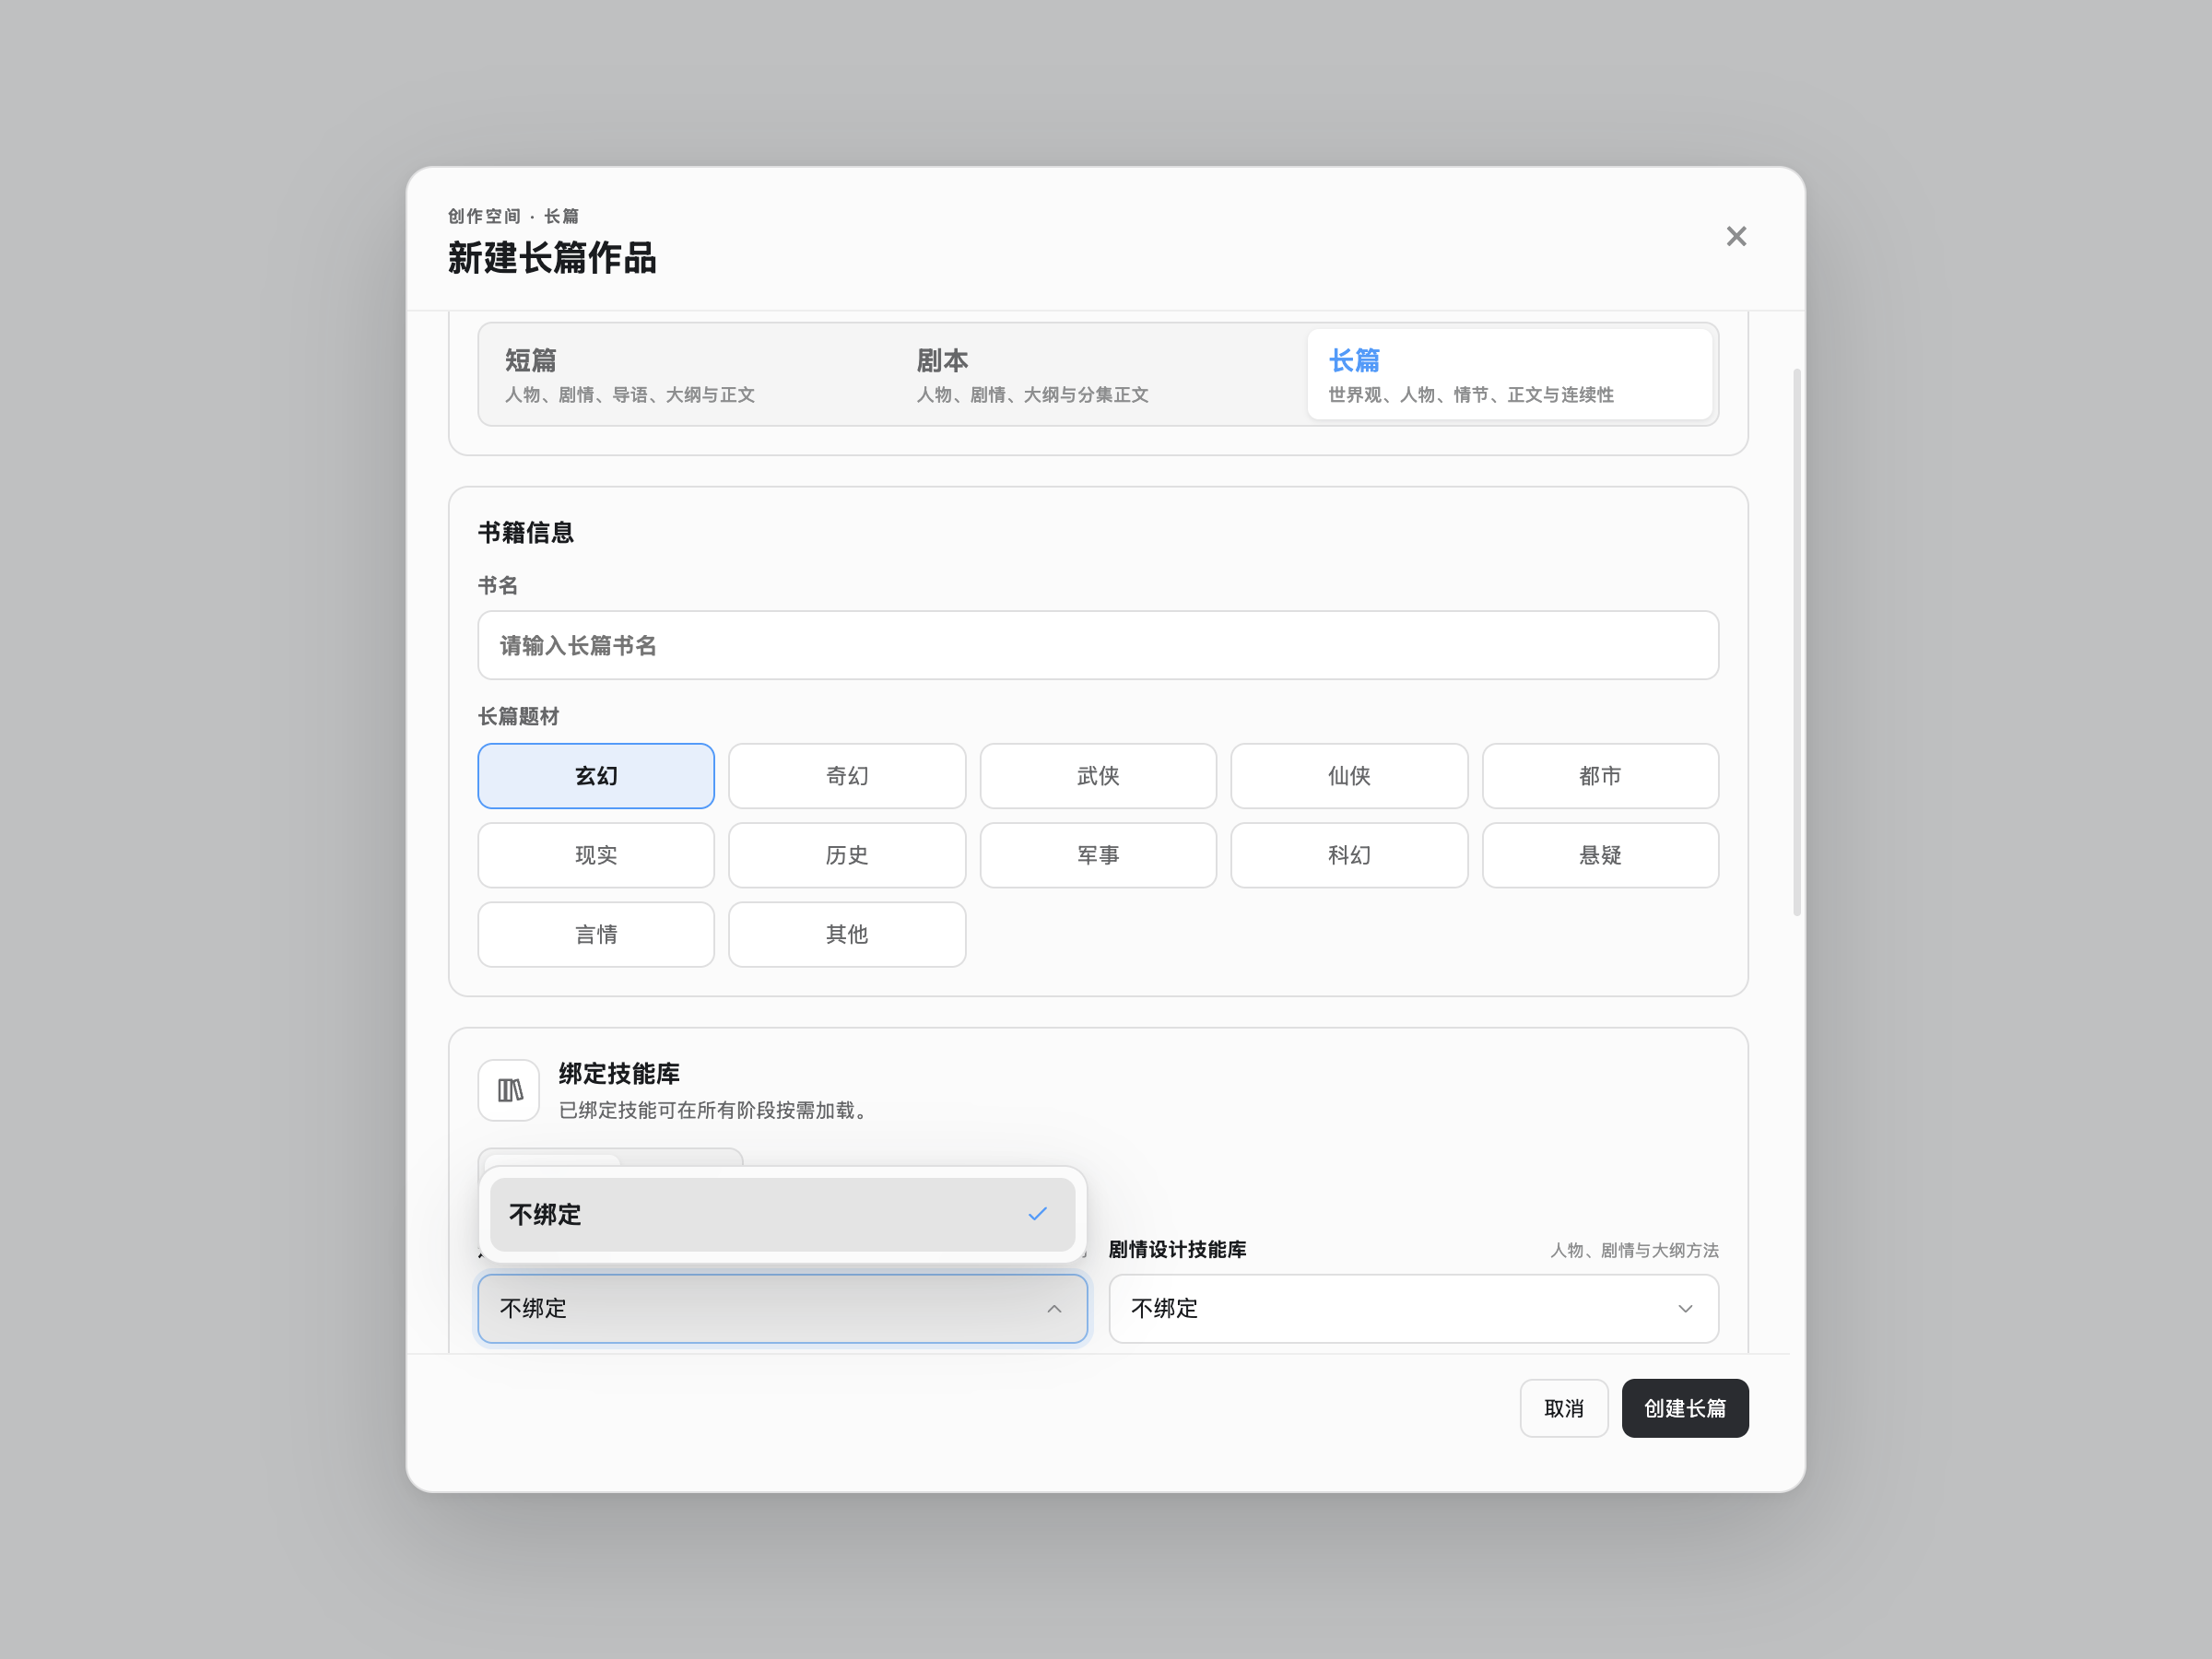 创作空间 · 长篇
新建长篇作品
短篇
人物、剧情、导语、大纲与正文
剧本
人物、剧情、大纲与分集正文
长篇
世界观、人物、情节、正文与连续性
书籍信息
书名
请输入长篇书名
长篇题材
玄幻
奇幻
武侠
仙侠
都市
现实
历史
军事
科幻
悬疑
言情
其他
绑定技能库
已绑定技能可在所有阶段按需加载。
不绑定
剧情设计技能库
人物、剧情与大纲方法
不绑定
不绑定
取消
创建长篇